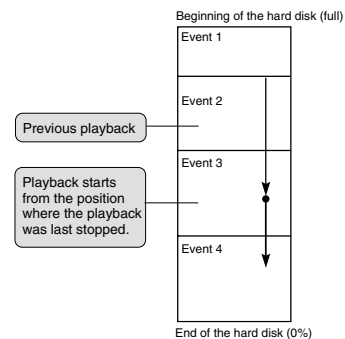 Beginning of the hard disk (full)
Event 1
Event 2
Previous playback
Event 3
Playback starts
from the position
where the playback
was last stopped.
Event 4
End of the hard disk (0%)